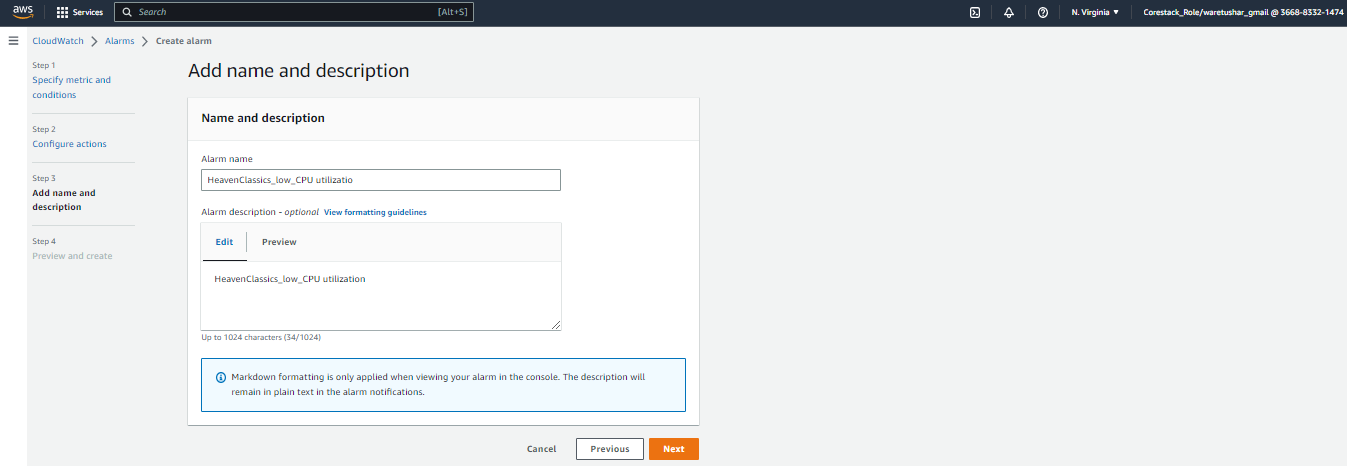 aws
Services
Search
[Alt+S]
N. Virginia
Corestack_Role/waretushar_gmail @ 3668-8332-1474
CloudWatch
Alarms
Create alarm
Step 1
Specify metric and
conditions
Step 2
Configure actions
Step 3
Add name and
description
Step 4
Preview and create
Add name and description
Name and description
Alarm name
HeavenClassics_low_CPU utilizatio
Alarm description - optional View formatting guidelines
Edit
Preview
HeavenClassics_low_CPU utilization
Up to 1024 characters (34/1024)
Markdown formatting is only applied when viewing your alarm in the console. The description will
remain in plain text in the alarm notifications.
Cancel
Previous
Next